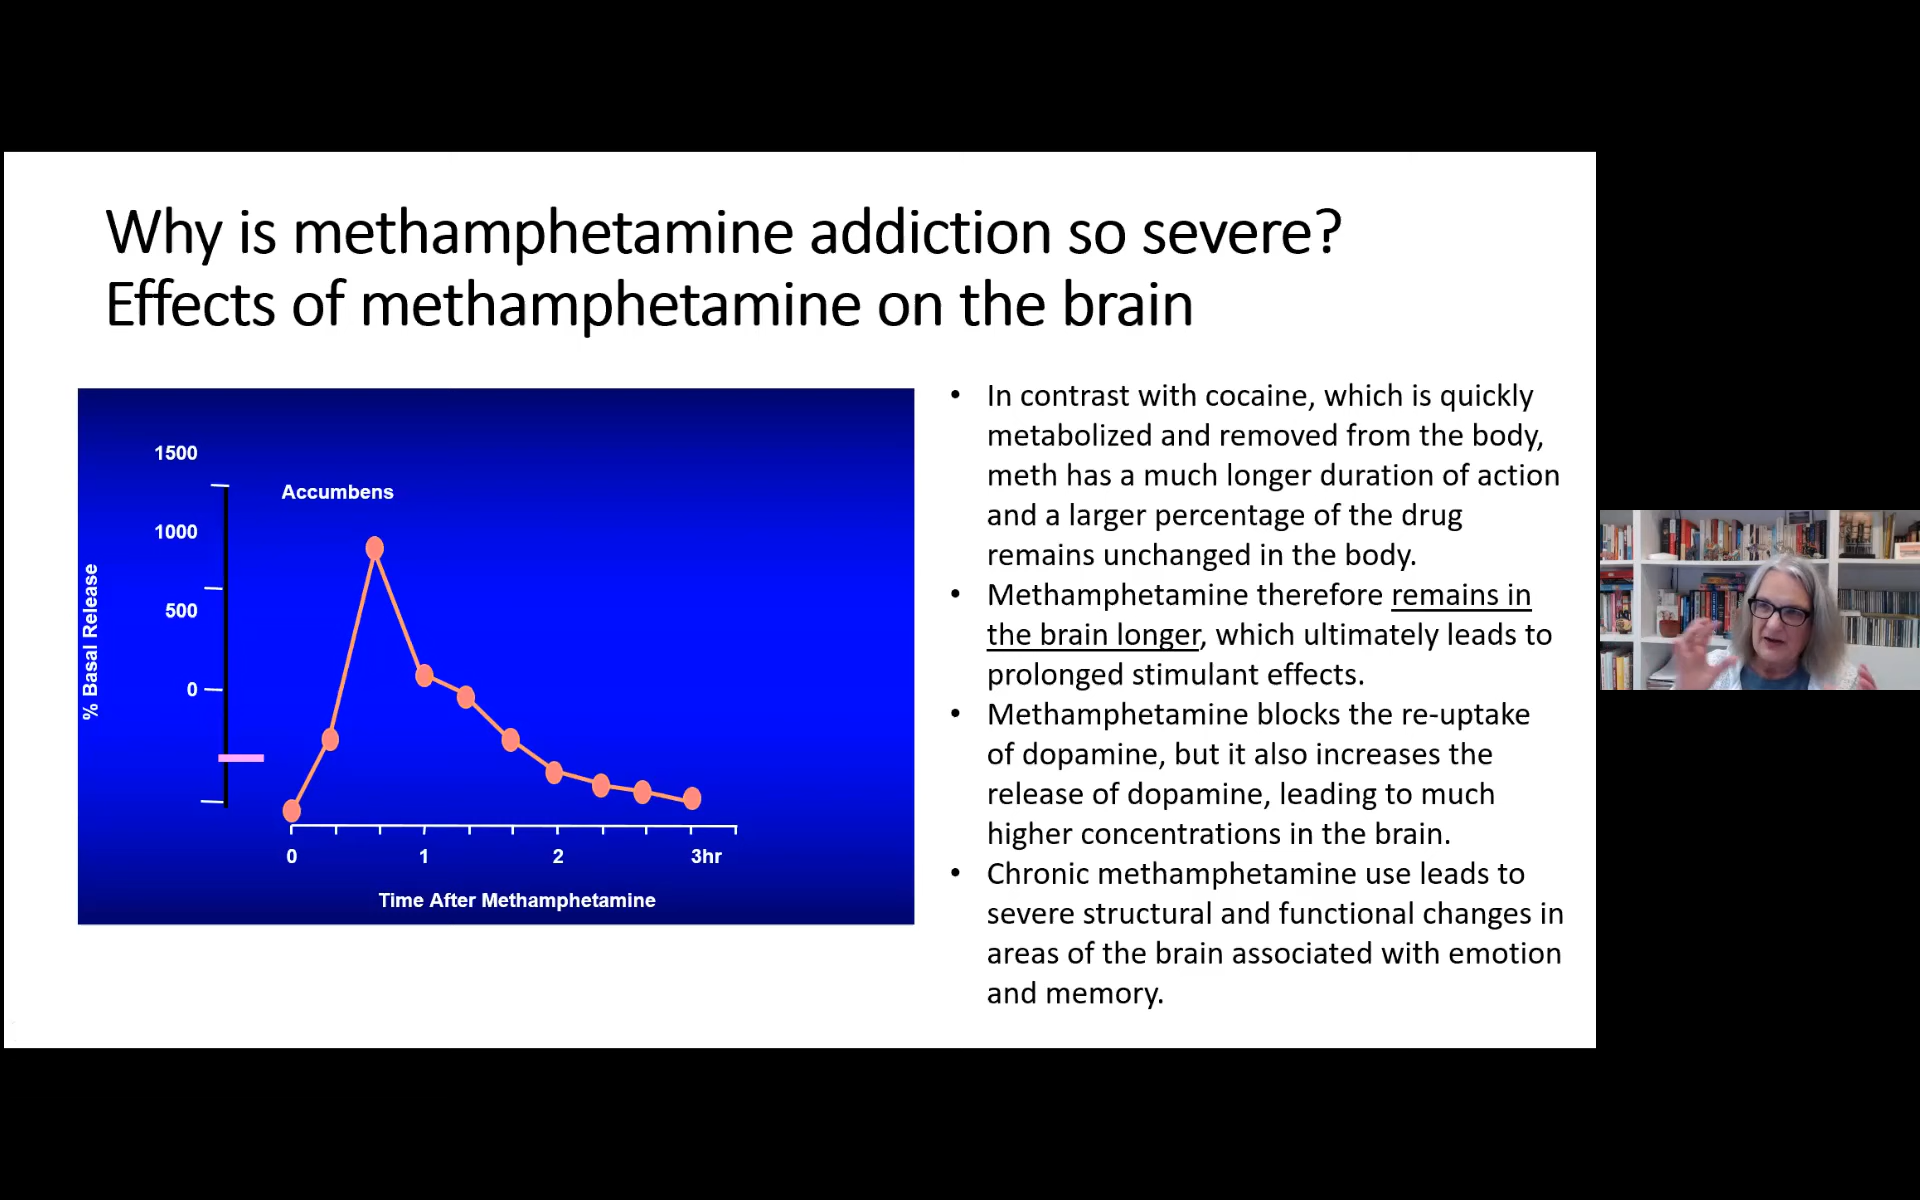 Why is methamphetamine addiction so severe?
Effects of methamphetamine on the brain
1500
Accumbens
1000
500
0
% Basal Release
0 1 2 3hr
Time After Methamphetamine
• In contrast with cocaine, which is quickly
metabolized and removed from the body,
meth has a much longer duration of action
and a larger percentage of the drug
remains unchanged in the body.
• Methamphetamine therefore remains in
the brain longer, which ultimately leads to
prolonged stimulant effects.
• Methamphetamine blocks the re-uptake
of dopamine, but it also increases the
release of dopamine, leading to much
higher concentrations in the brain.
• Chronic methamphetamine use leads to
severe structural and functional changes in
areas of the brain associated with emotion
and memory.